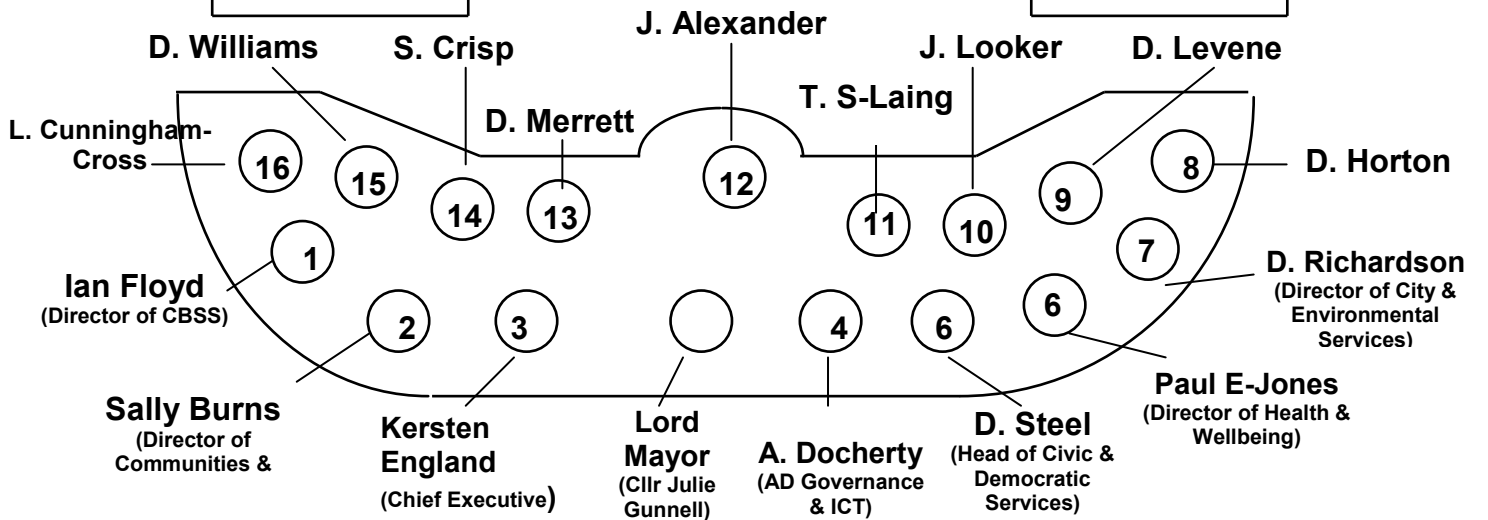 J. Alexander
D. Williams
S. Crisp
J. Looker
D. Levene
T. S-Laing
D. Merrett
L. Cunningham-
Cross
16
15
14
13
12
11
10
9
8
D. Horton
1
7
Ian Floyd
(Director of CBSS)
D. Richardson
(Director of City &
Environmental
Services)
2
3
4
6
6
Sally Burns
(Director of
Communities &
Kersten
England
(Chief Executive)
Lord
Mayor
(Cllr Julie
Gunnell)
A. Docherty
(AD Governance
& ICT)
D. Steel
(Head of Civic &
Democratic
Services)
Paul E-Jones
(Director of Health &
Wellbeing)